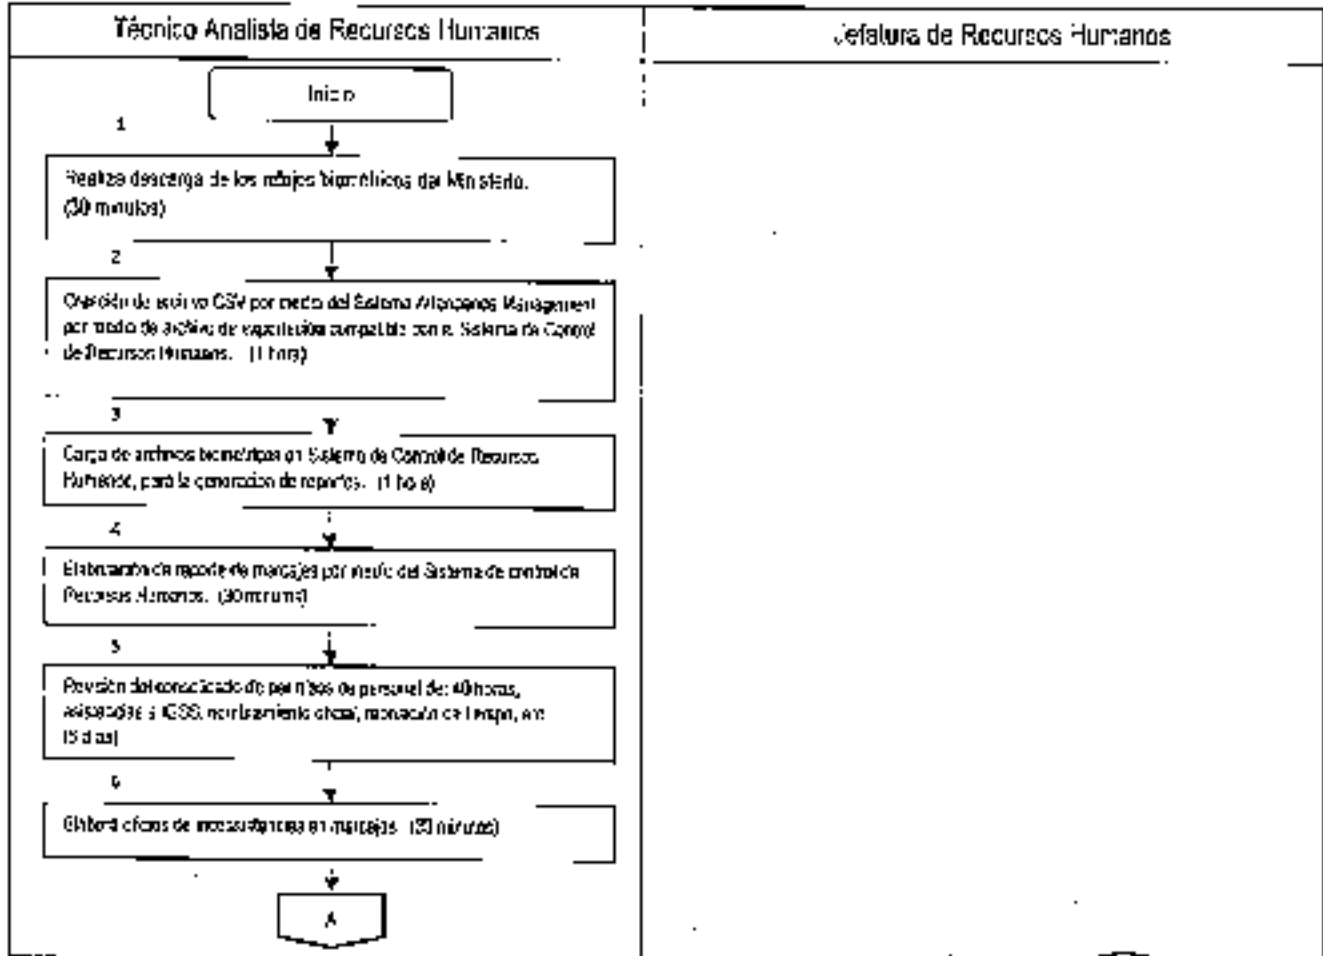 Técnico Analista de Recursos Humanos
Jefatura de Recursos Humanos
Inicio
1
Realiza descarga de los relojes biométricos del Ministerio.
(30 minutos)
2
Creación de archivo CSV por medio del Sistema Attendance Management
por medio de archivo de exportación compatible con el Sistema de Control
de Recursos Humanos. (1 hora)
3
Carga de archivos biométricos en Sistema de Control de Recursos
Humanos, para la generación de reportes. (1 hora)
4
Elaboración de reporte de marcajes por medio del Sistema de control de
Recursos Humanos. (30 minutos)
5
Revisión del consolidado de permisos de personal de: 40 horas,
asistencias a IGSS, nombramiento oficial, reposición de tiempo, etc
(5 días)
6
Elabora oficios de inconsistencias en marcajes. (30 minutos)
A